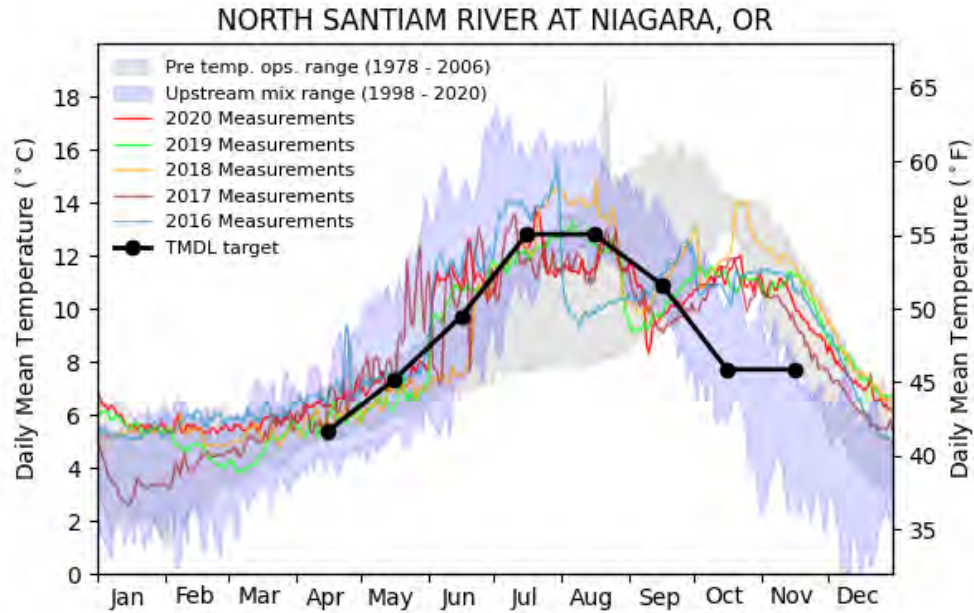 NORTH SANTIAM RIVER AT NIAGARA, OR
Pre temp. ops. range (1978 - 2006)
Upstream mix range (1998 - 2020)
2020 Measurements
2019 Measurements
2018 Measurements
2017 Measurements
2016 Measurements
TMDL target
Daily Mean Temperature (°C)
18
16
14
12
10
8
6
4
2
0
65
60
55
50
45
40
35
Daily Mean Temperature (°F)
Jan Feb Mar Apr May Jun Jul Aug Sep Oct Nov Dec